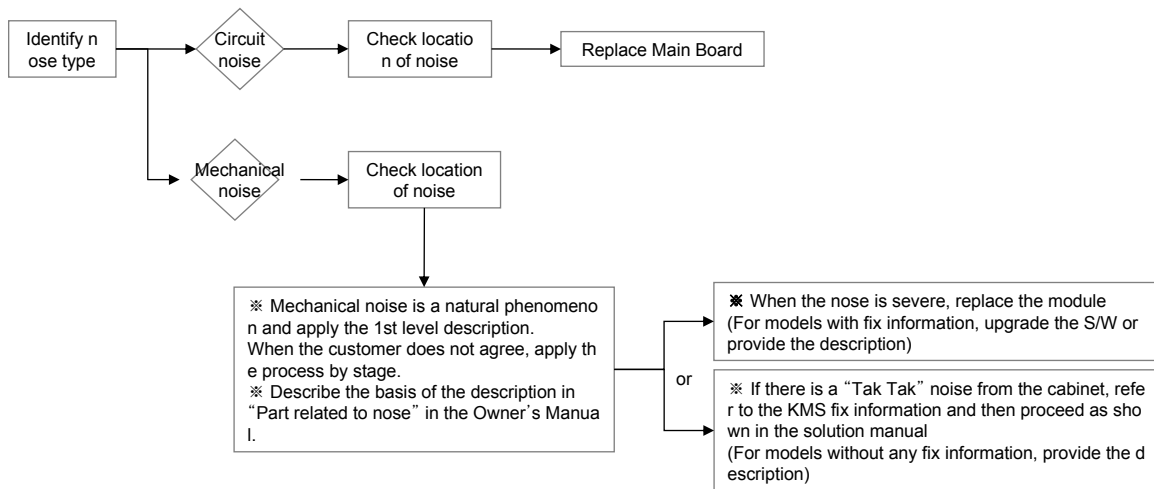 Identify n
ose type
Circuit
noise
Check locatio
n of noise
Replace Main Board
Mechanical
noise
Check location
of noise
※ Mechanical noise is a natural phenomeno
n and apply the 1st level description.
When the customer does not agree, apply th
e process by stage.
※ Describe the basis of the description in
“Part related to nose” in the Owner’s Manua
l.
or
※ When the nose is severe, replace the module
(For models with fix information, upgrade the S/W or
provide the description)
※ If there is a “Tak Tak” noise from the cabinet, refe
r to the KMS fix information and then proceed as sho
wn in the solution manual
(For models without any fix information, provide the d
escription)